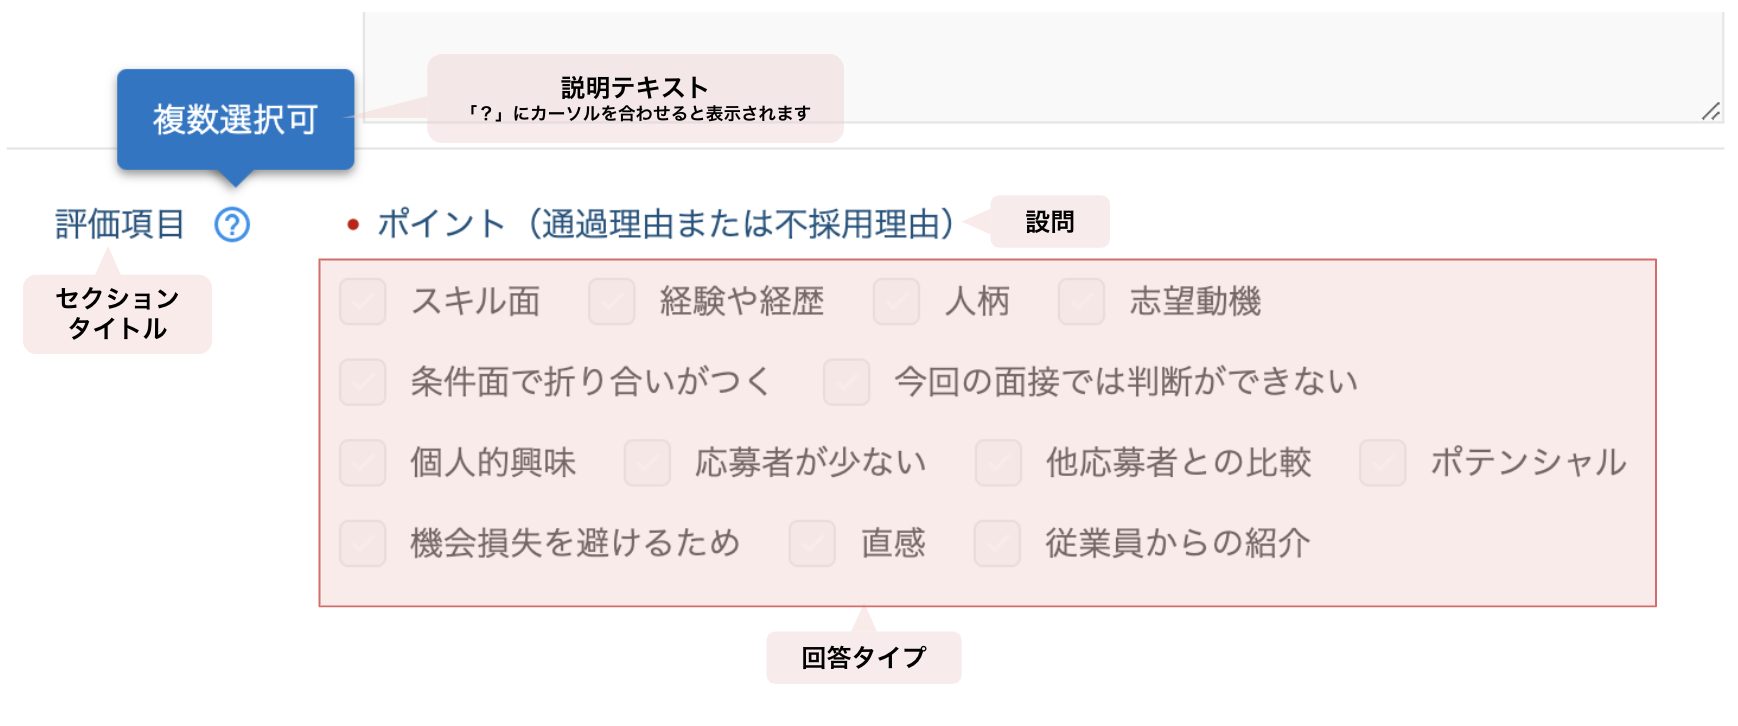 説明テキスト
「？」にカーソルを合わせると表示されます
複数選択可
評価項目 ? • ポイント（通過理由または不採用理由） 設問
セクション
タイトル
スキル面 経験や経歴 人柄 志望動機
条件面で折り合いがつく 今回の面接では判断ができない
個人的興味 応募者が少ない 他応募者との比較 ポテンシャル
機会損失を避けるため 直感 従業員からの紹介
回答タイプ